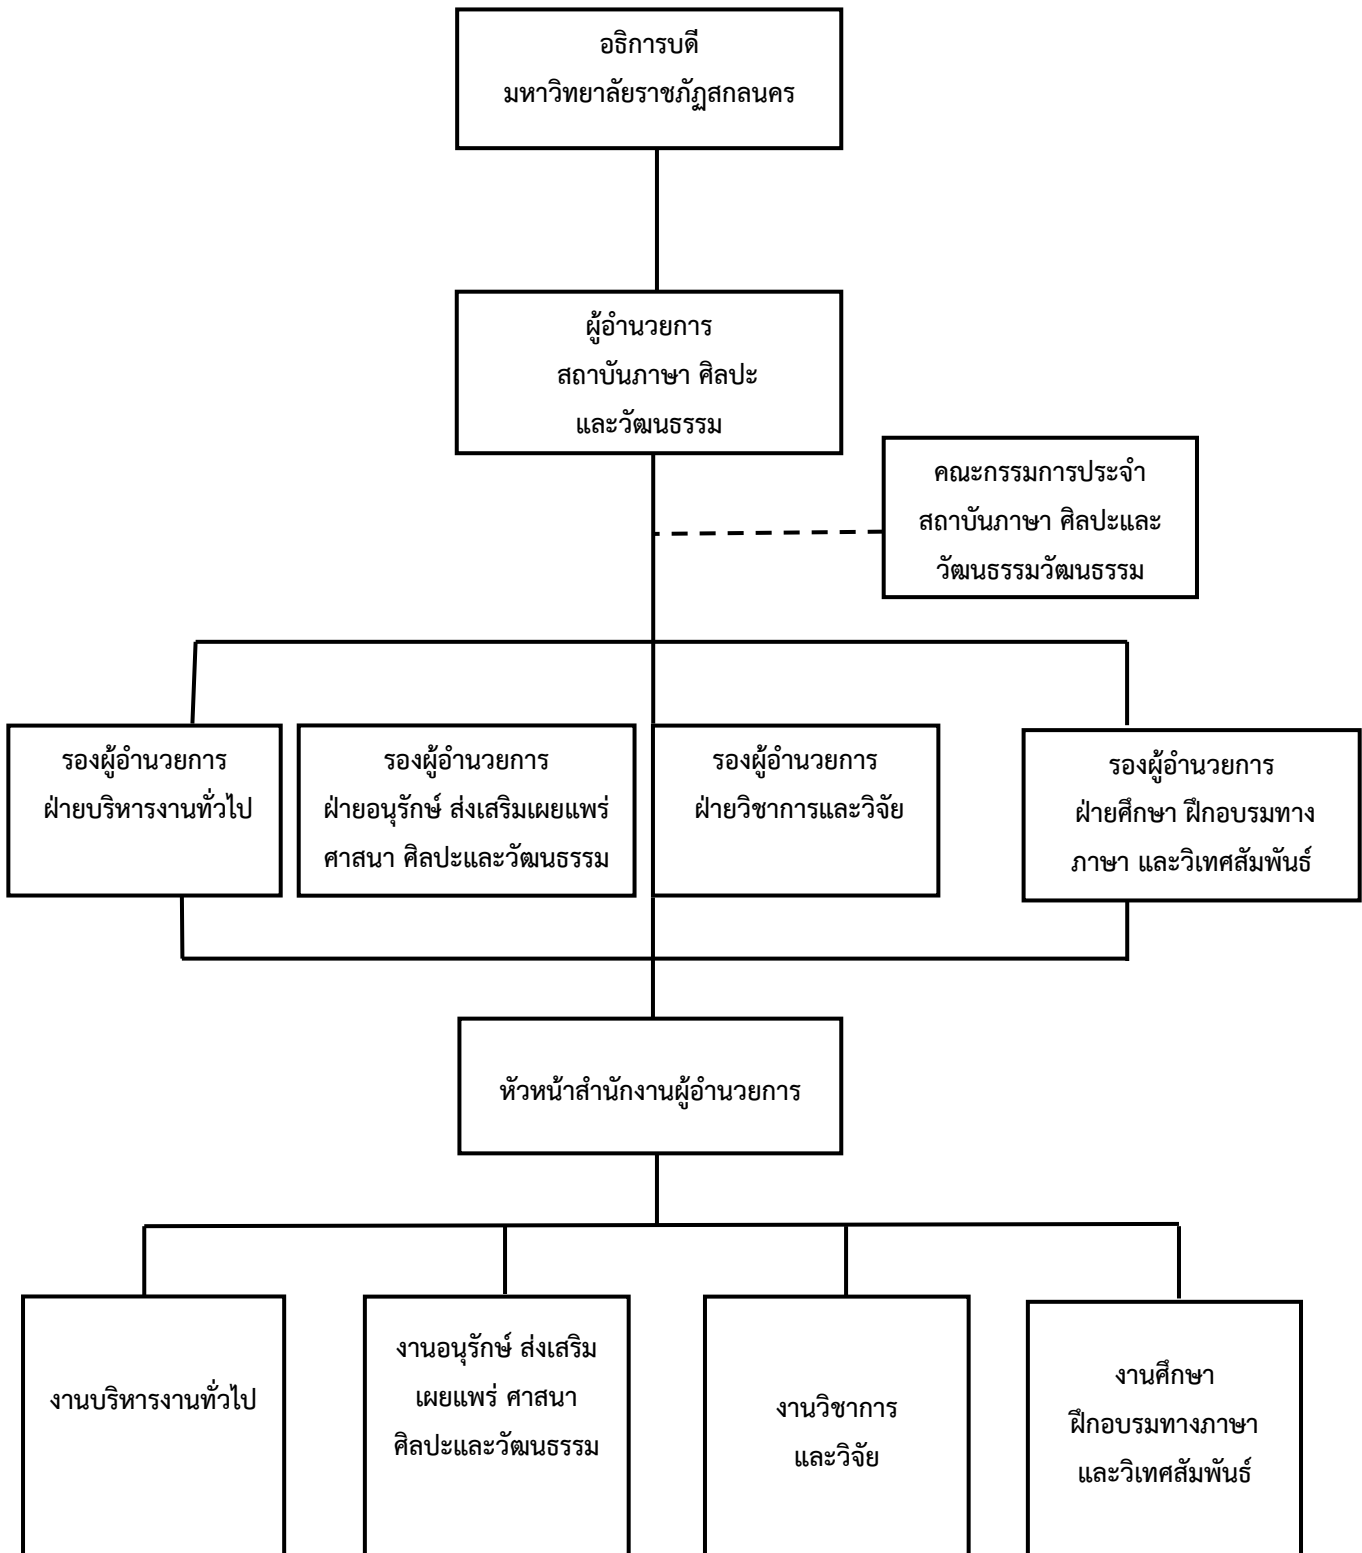 อธิการบดี
มหาวิทยาลัยราชภัฏสกลนคร
ผู้อำนวยการ
สถาบันภาษา ศิลปะ
และวัฒนธรรม
คณะกรรมการประจำ
สถาบันภาษา ศิลปะและ
วัฒนธรรมวัฒนธรรม
รองผู้อำนวยการ
ฝ่ายบริหารงานทั่วไป
รองผู้อำนวยการ
ฝ่ายอนุรักษ์ ส่งเสริมเผยแพร่
ศาสนา ศิลปะและวัฒนธรรม
รองผู้อำนวยการ
ฝ่ายวิชาการและวิจัย
รองผู้อำนวยการ
ฝ่ายศึกษา ฝึกอบรมทาง
ภาษา และวิเทศสัมพันธ์
หัวหน้าสำนักงานผู้อำนวยการ
งานบริหารงานทั่วไป
งานอนุรักษ์ ส่งเสริม
เผยแพร่ ศาสนา
ศิลปะและวัฒนธรรม
งานวิชาการ
และวิจัย
งานศึกษา
ฝึกอบรมทางภาษา
และวิเทศสัมพันธ์